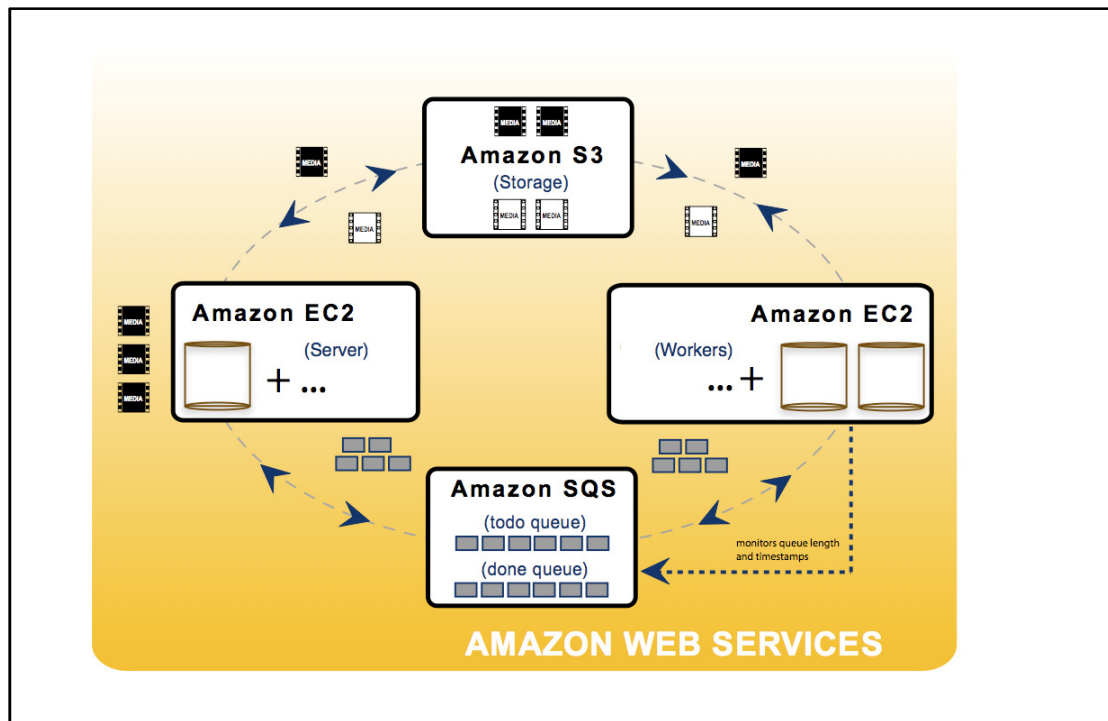 MEDIA
MEDIA
Amazon S3
(Storage)
MEDIA
MEDIA
MEDIA
MEDIA
MEDIA
MEDIA
Amazon EC2
(Server)
+ ...
MEDIA
MEDIA
MEDIA
Amazon EC2
(Workers)
... +
Amazon SQS
(todo queue)
(done queue)
monitors queue length
and timestamps
AMAZON WEB SERVICES